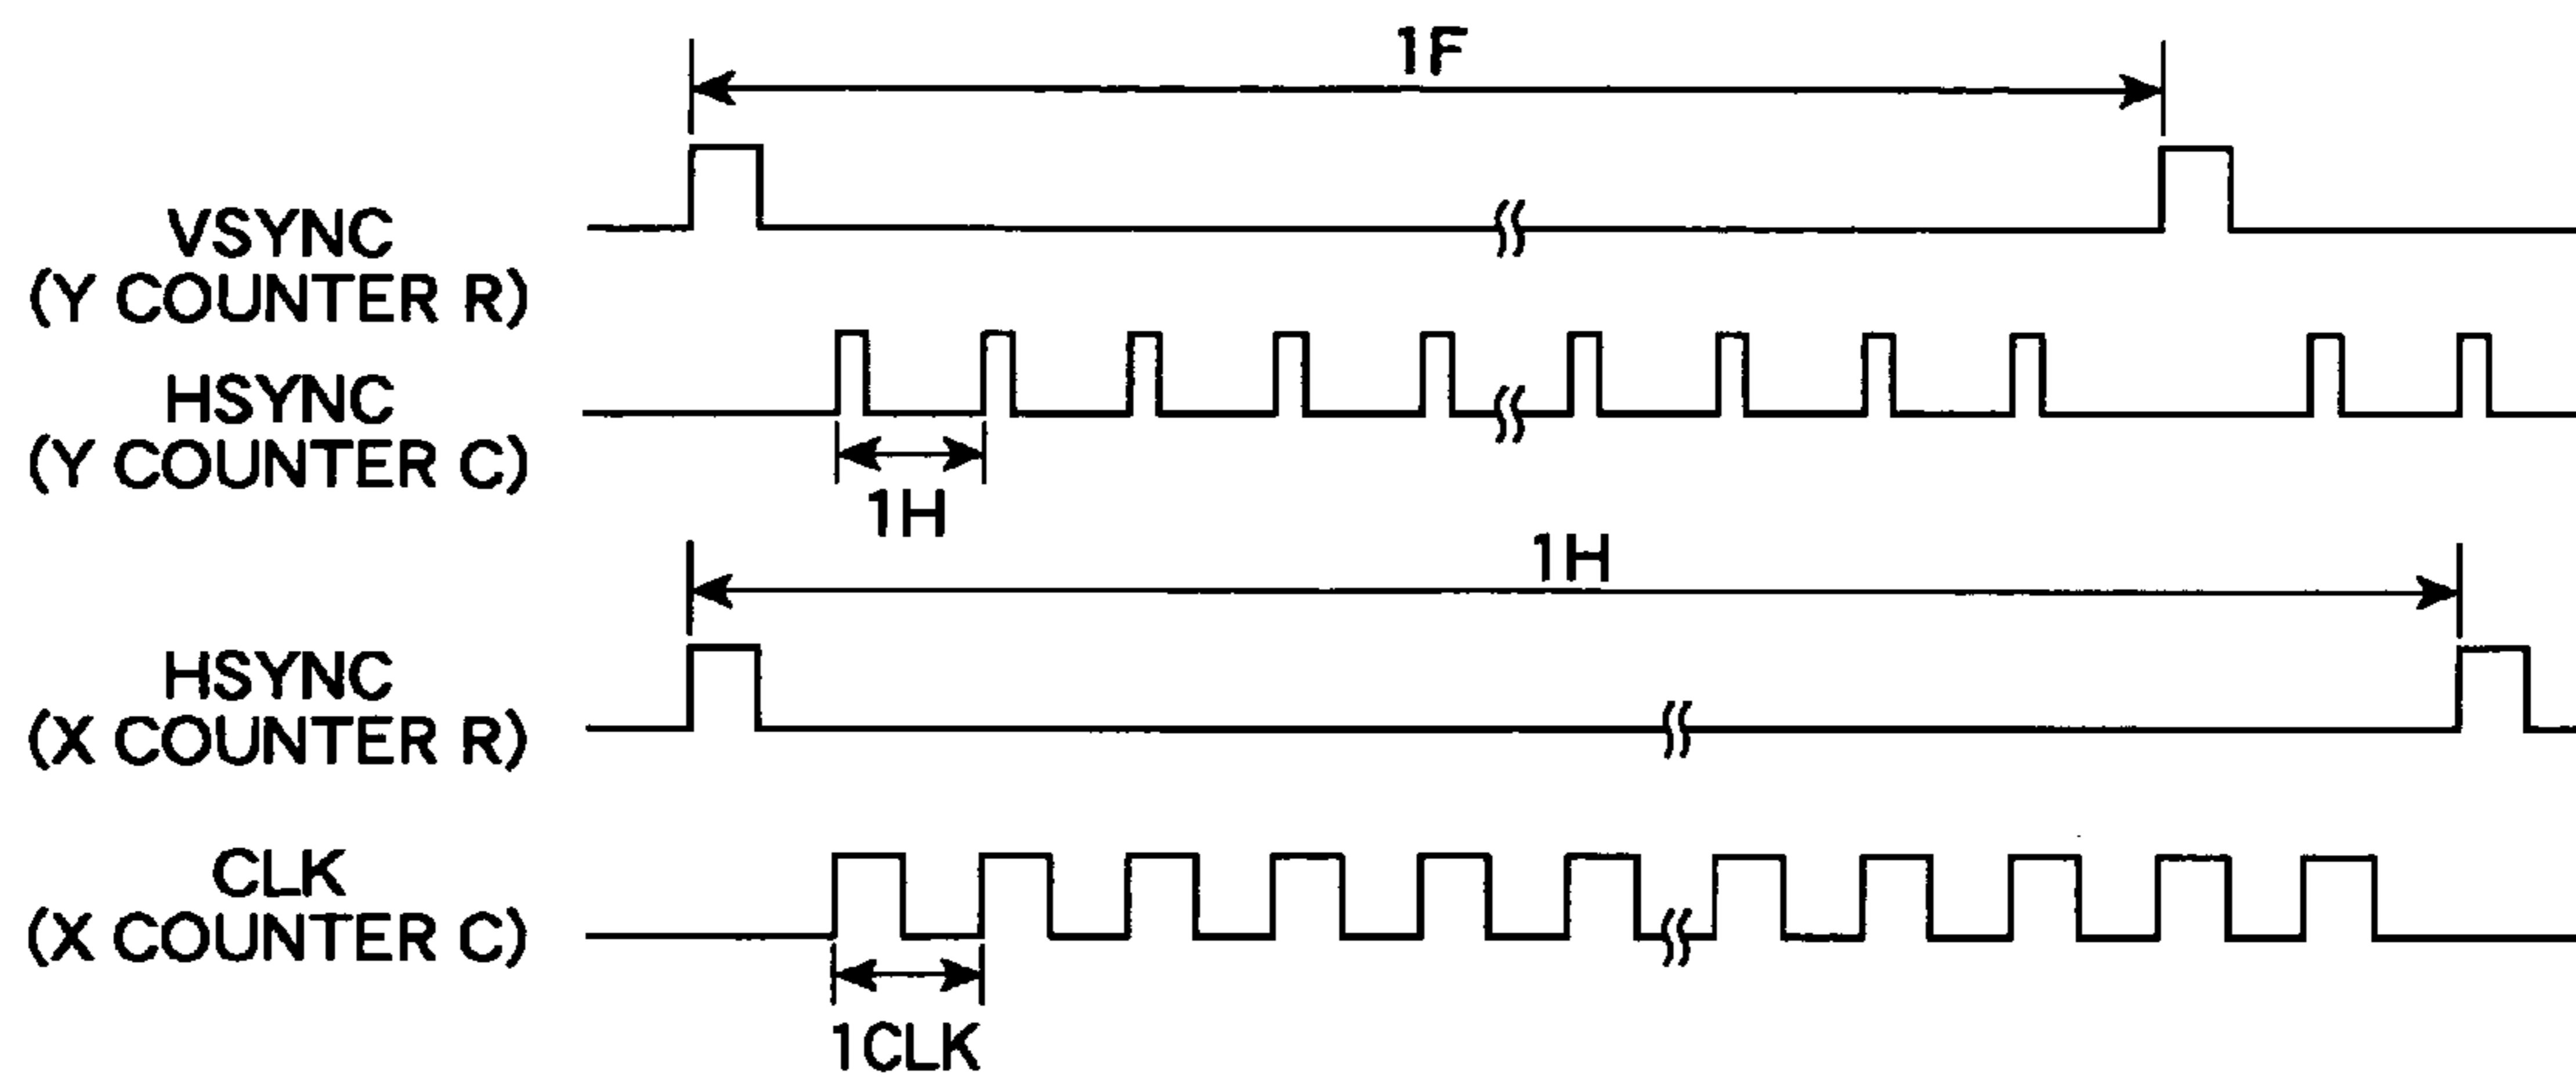 1F
VSYNC
(Y COUNTER R)
HSYNC
(Y COUNTER C)
1H
1H
HSYNC
(X COUNTER R)
CLK
(X COUNTER C)
1CLK